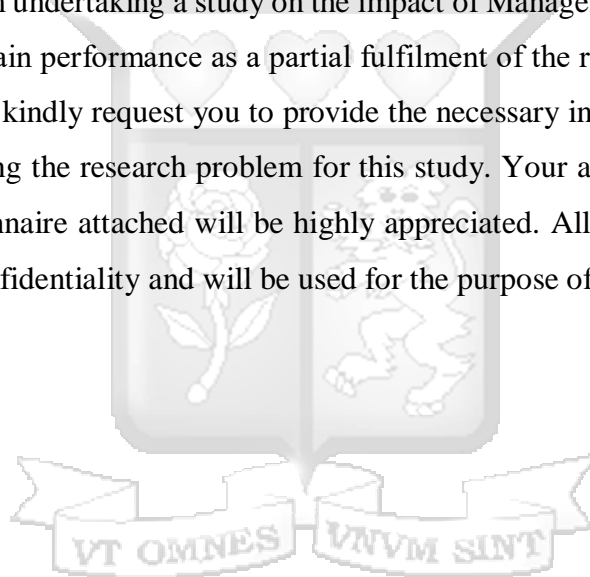 undertaking a study on the impact of Manage
ain performance as a partial fulfilment of the r
kindly request you to provide the necessary in
ng the research problem for this study. Your a
nnaire attached will be highly appreciated. All
fidentiality and will be used for the purpose of
VT OMNES VNVM SINT